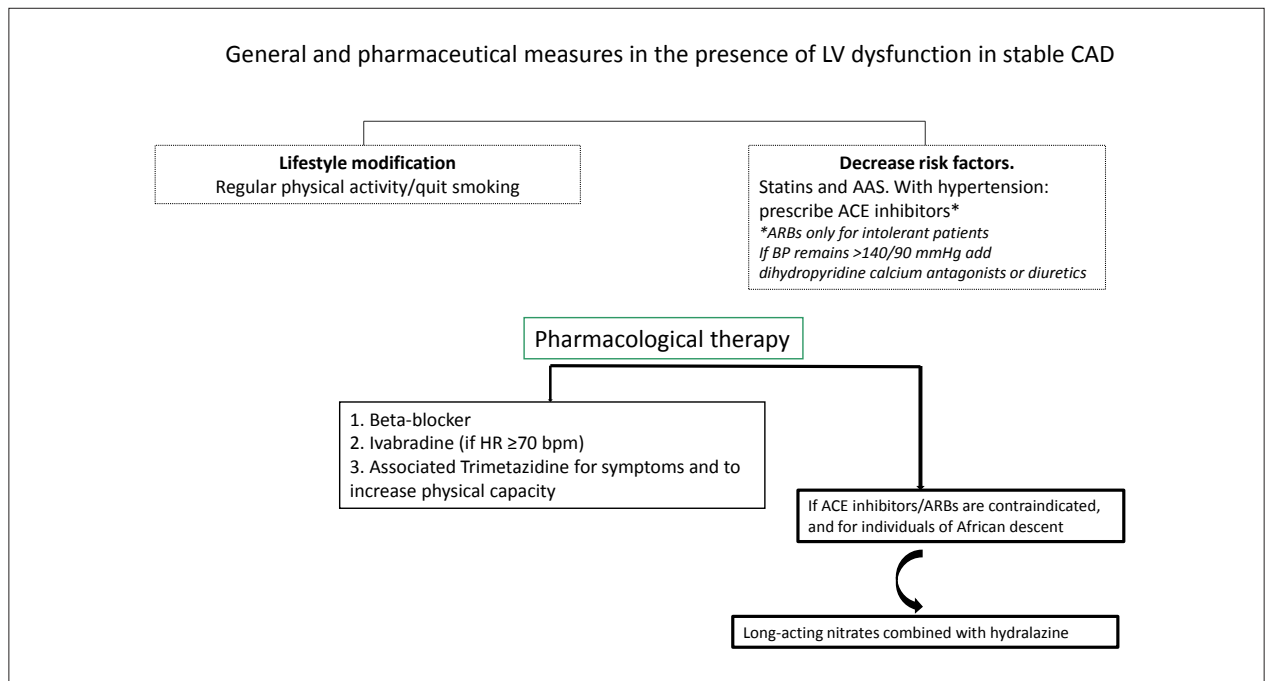 General and pharmaceutical measures in the presence of LV dysfunction in stable CAD
Lifestyle modification
Regular physical activity/quit smoking
Decrease risk factors.
Statins and AAS. With hypertension:
prescribe ACE inhibitors*
*ARBs only for intolerant patients
If BP remains >140/90 mmHg add
dihydropyridine calcium antagonists or diuretics
Pharmacological therapy
1. Beta-blocker
2. Ivabradine (if HR ≥70 bpm)
3. Associated Trimetazidine for symptoms and to
increase physical capacity
If ACE inhibitors/ARBs are contraindicated,
and for individuals of African descent
Long-acting nitrates combined with hydralazine